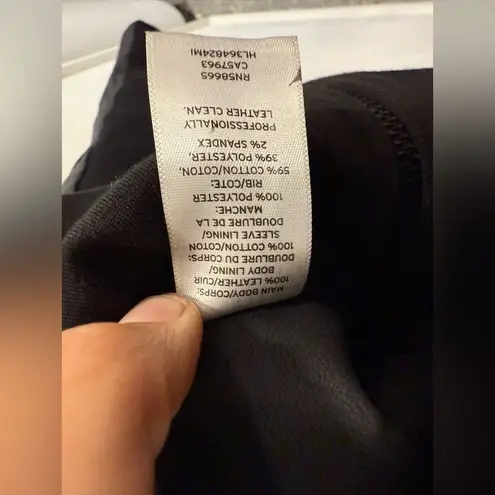 MAIN BODY/CORPS:
100% LEATHER/CUIR
BODY LINING/
DOUBLURE DU CORPS:
100% COTTON/COTON
SLEEVE LINING/
DOUBLURE DE LA
MANCHE:
100% POLYESTER
RIB/COTE:
59% COTTON/COTON,
39% POLYESTER,
2% SPANDEX
PROFESSIONALLY
LEATHER CLEAN.
RN58665
CA57963
HL364824MI